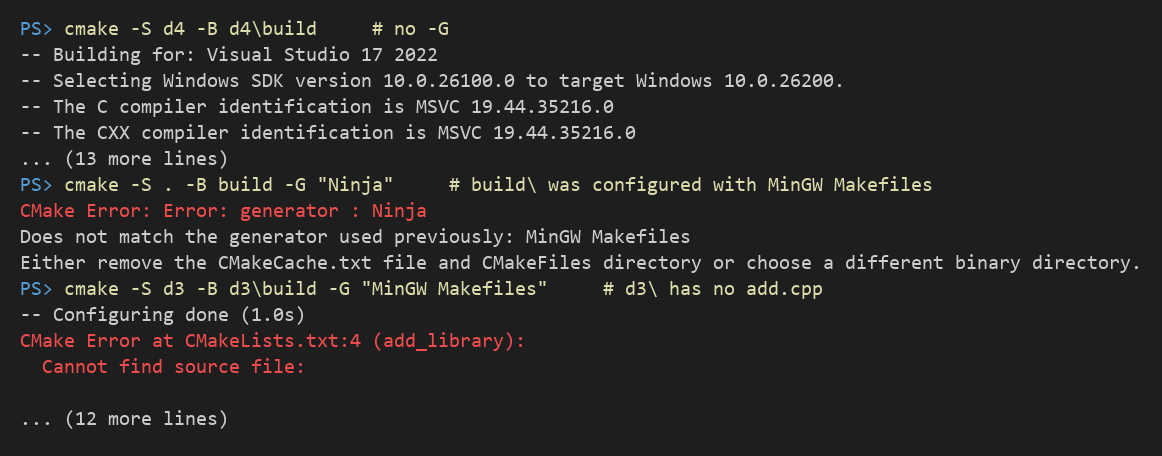 PS> cmake -S d4 -B d4\build     # no -G
-- Building for: Visual Studio 17 2022
-- Selecting Windows SDK version 10.0.26100.0 to target Windows 10.0.26200.
-- The C compiler identification is MSVC 19.44.35216.0
-- The CXX compiler identification is MSVC 19.44.35216.0
... (13 more lines)
PS> cmake -S . -B build -G "Ninja"     # build\ was configured with MinGW Makefiles
CMake Error: Error: generator : Ninja
Does not match the generator used previously: MinGW Makefiles
Either remove the CMakeCache.txt file and CMakeFiles directory or choose a different binary directory.
PS> cmake -S d3 -B d3\build -G "MinGW Makefiles"     # d3\ has no add.cpp
-- Configuring done (1.0s)
CMake Error at CMakeLists.txt:4 (add_library):
  Cannot find source file:

... (12 more lines)